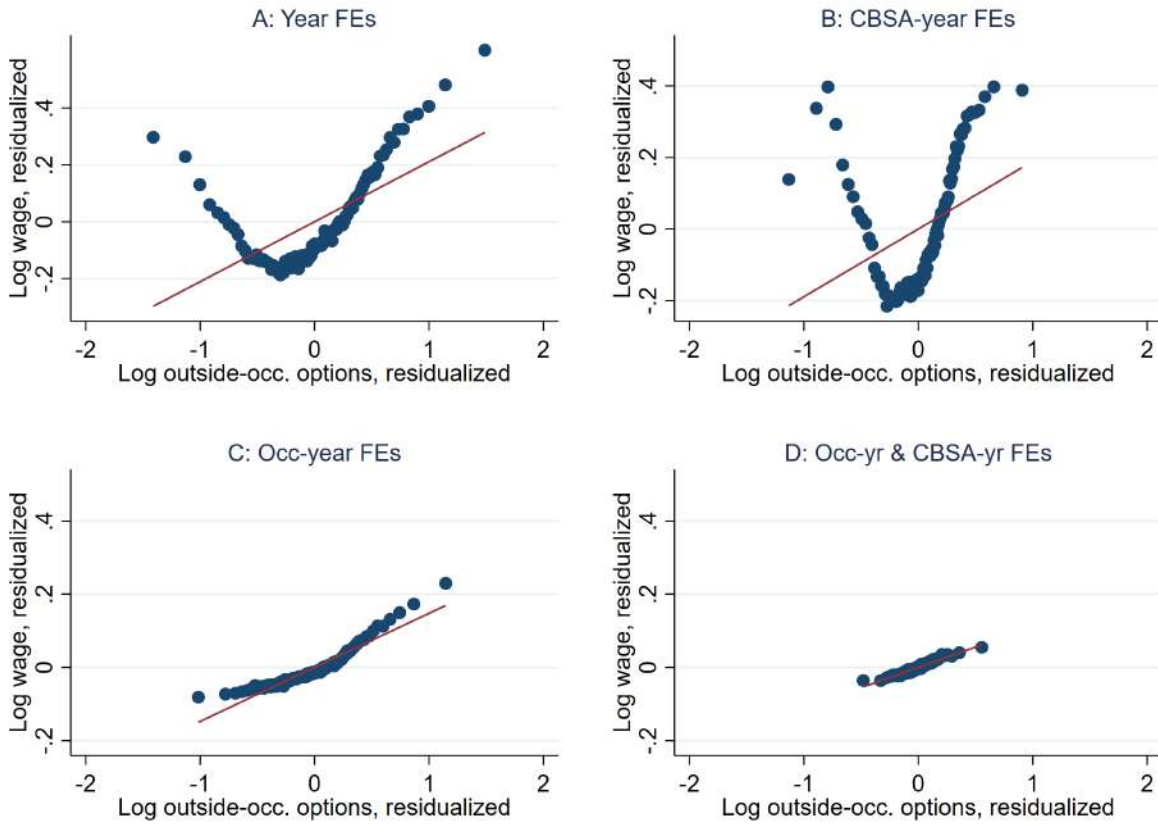 A: Year FEs
Log wage, residualized
-.2 0 .2 .4
-2 -1 0 1 2
Log outside-occ. options, residualized
B: CBSA-year FEs
Log wage, residualized
-.2 0 .2 .4
-2 -1 0 1 2
Log outside-occ. options, residualized
C: Occ-year FEs
Log wage, residualized
-.2 0 .2 .4
-2 -1 0 1 2
Log outside-occ. options, residualized
D: Occ-yr & CBSA-yr FEs
Log wage, residualized
-.2 0 .2 .4
-2 -1 0 1 2
Log outside-occ. options, residualized